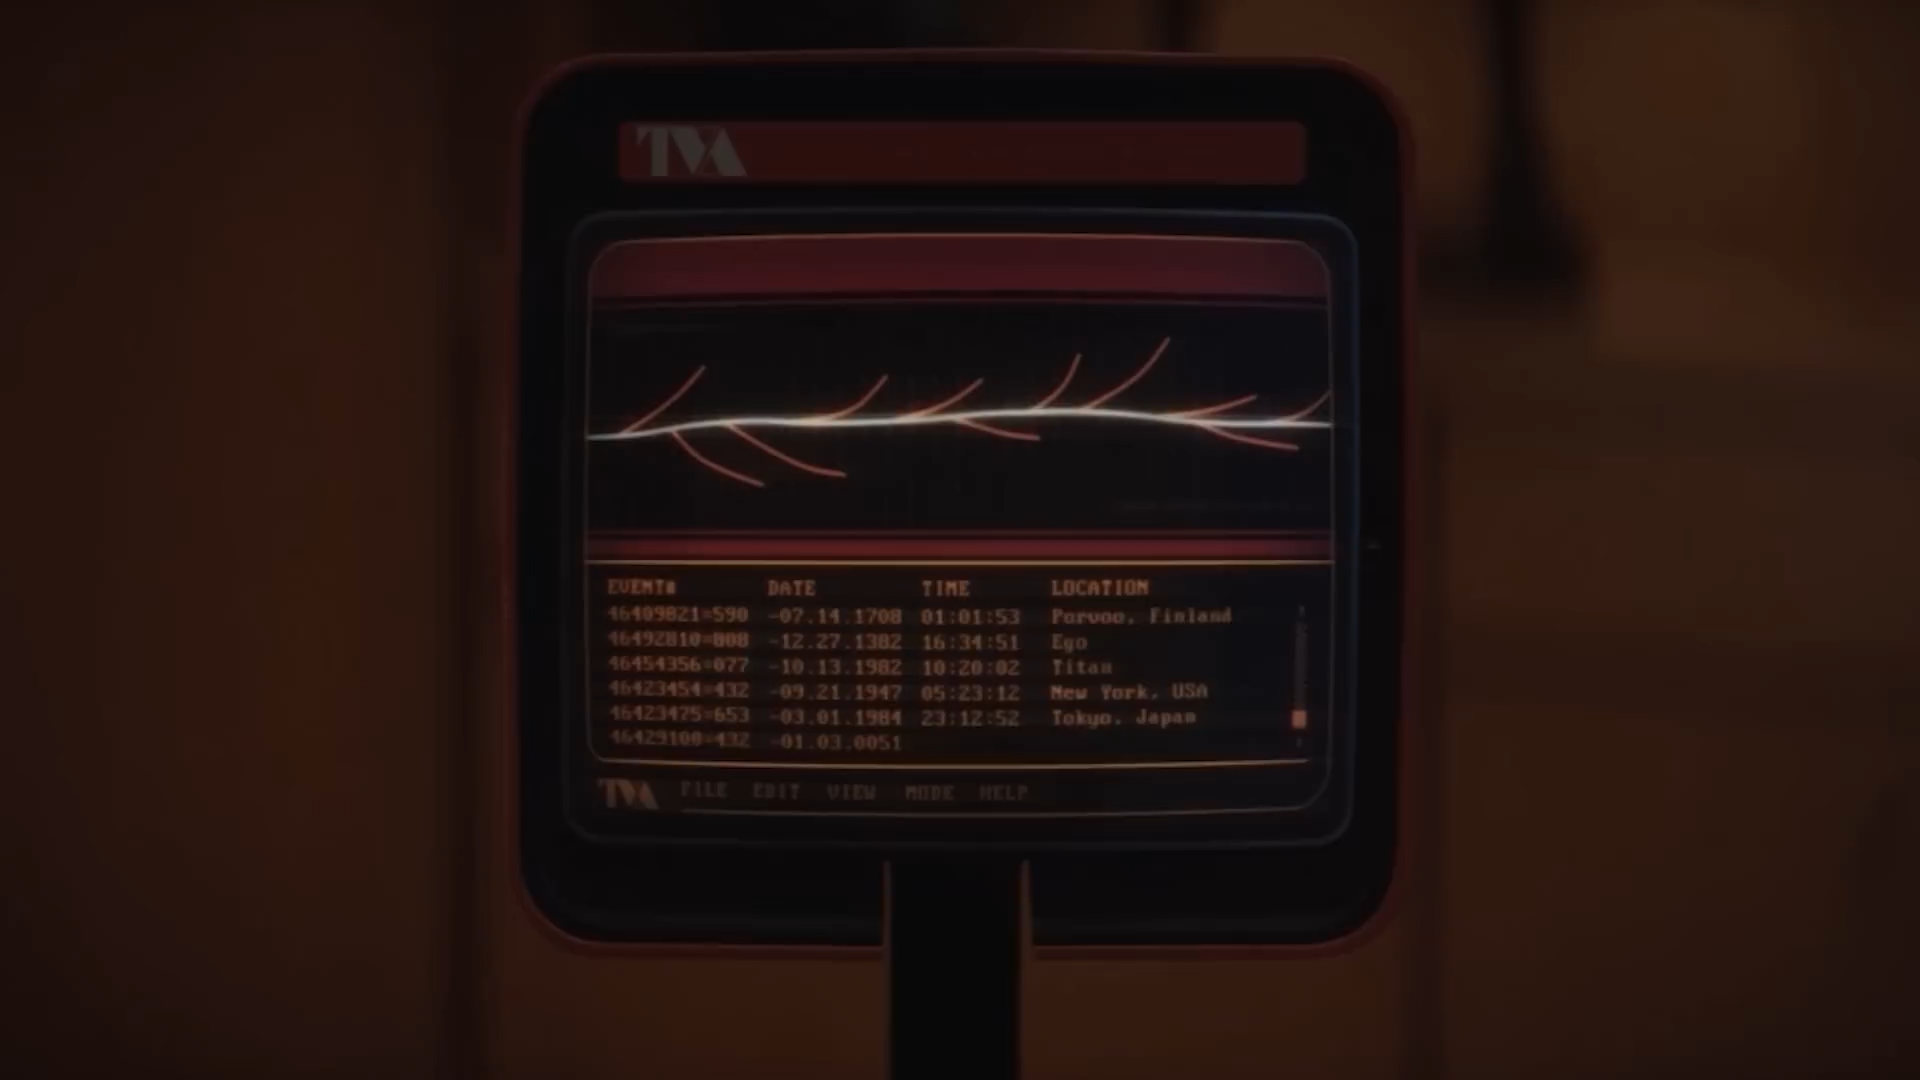 TVA
EVENT# DATE TIME LOCATION
46409821=590 -07.14.1708 01:01:53 Porvoo, Finland
46492810=808 -12.27.1382 16:34:51 Ego
46454356=077 -10.13.1982 10:20:02 Titan
46423454=432 -09.21.1947 05:23:12 New York, USA
46423475=653 -03.01.1984 23:12:52 Tokyo, Japan
46429100=432 -01.03.0051
TVA FILE EDIT VIEW MODE HELP